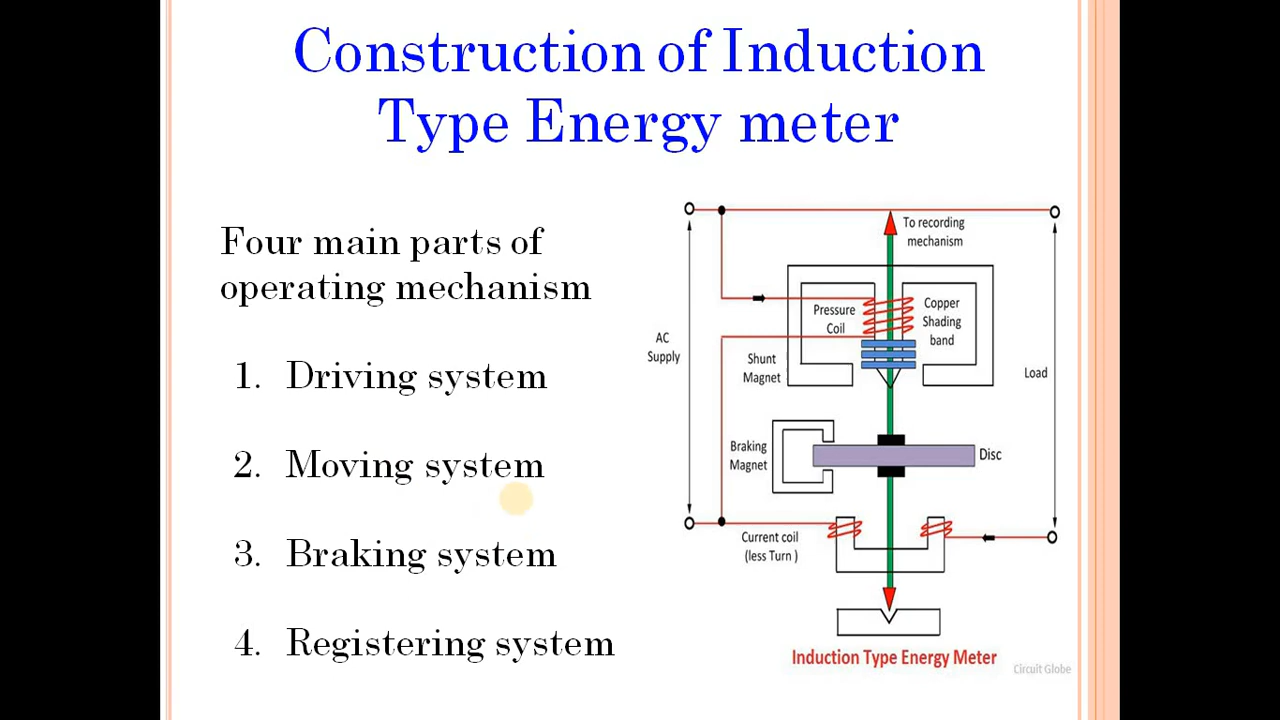 Construction of Induction
Type Energy meter
Four main parts of
operating mechanism
1. Driving system
2. Moving system
3. Braking system
4. Registering system
To recording
mechanism
Pressure
Coil
Copper
Shading
band
AC
Supply
Shunt
Magnet
Load
Braking
Magnet
Disc
Current coil
(less Turn )
Induction Type Energy Meter
Circuit Globe